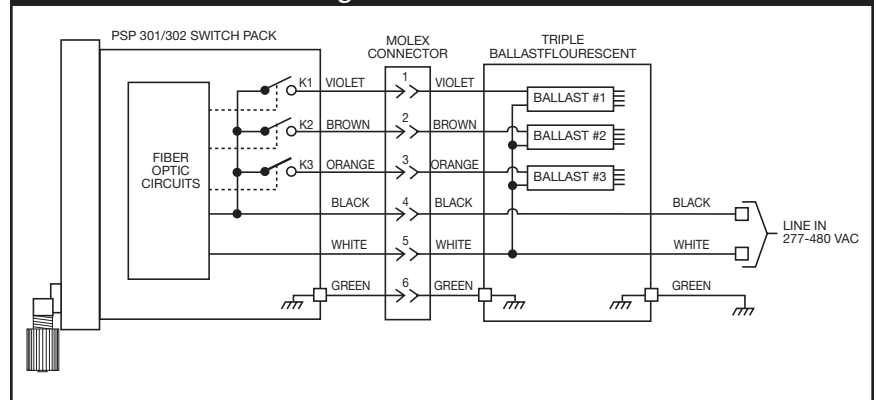 PSP 301/302 SWITCH PACK
MOLEX
CONNECTOR
TRIPLE
BALLASTFLOURESCENT
FIBER
OPTIC
CIRCUITS
K1 VIOLET 1 VIOLET BALLAST #1
K2 BROWN 2 BROWN BALLAST #2
K3 ORANGE 3 ORANGE BALLAST #3
BLACK 4 BLACK BLACK
LINE IN
277-480 VAC
WHITE 5 WHITE WHITE
GREEN 6 GREEN GREEN